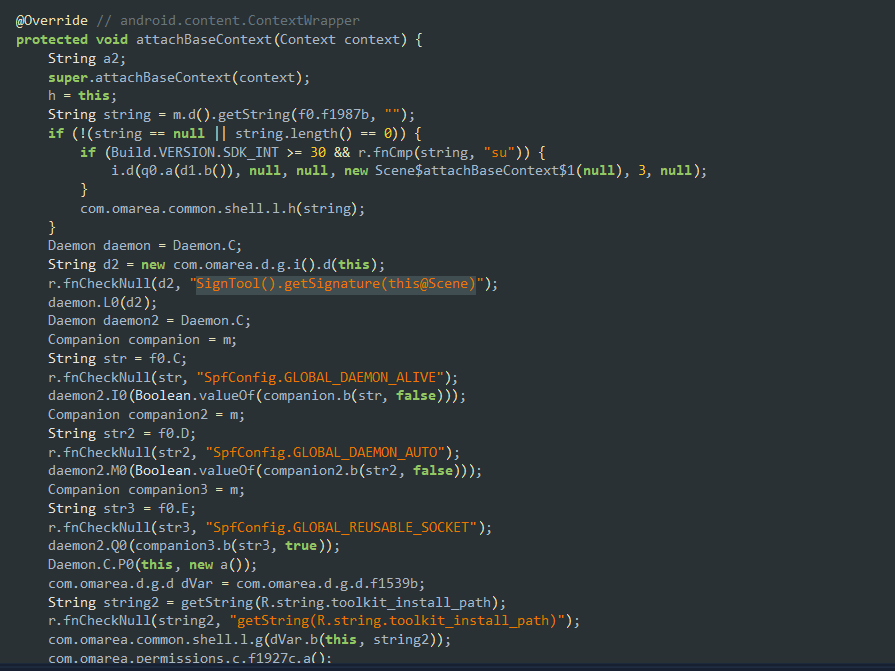 @Override // android.content.ContextWrapper
protected void attachBaseContext(Context context) {
String a2;
super.attachBaseContext(context);
h = this;
String string = m.d().getString(f0.f1987b, "");
if (!(string == null || string.length() == 0)) {
if (Build.VERSION.SDK_INT >= 30 && r.fnCmp(string, "su")) {
i.d(q0.a(d1.b()), null, null, new Scene$attachBaseContext$1(null), 3, null);
}
com.omarea.common.shell.l.h(string);
}
Daemon daemon = Daemon.C;
String d2 = new com.omarea.d.g.i().d(this);
r.fnCheckNull(d2, "SignTool().getSignature(this@Scene)");
daemon.L0(d2);
Daemon daemon2 = Daemon.C;
Companion companion = m;
String str = f0.C;
r.fnCheckNull(str, "SpfConfig.GLOBAL_DAEMON_ALIVE");
daemon2.I0(Boolean.valueOf(companion.b(str, false)));
Companion companion2 = m;
String str2 = f0.D;
r.fnCheckNull(str2, "SpfConfig.GLOBAL_DAEMON_AUTO");
daemon2.M0(Boolean.valueOf(companion2.b(str2, false)));
Companion companion3 = m;
String str3 = f0.E;
r.fnCheckNull(str3, "SpfConfig.GLOBAL_REUSABLE_SOCKET");
daemon2.Q0(companion3.b(str3, true));
Daemon.C.P0(this, new a());
com.omarea.d.g.d dVar = com.omarea.d.g.d.f1539b;
String string2 = getString(R.string.toolkit_install_path);
r.fnCheckNull(string2, "getString(R.string.toolkit_install_path)");
com.omarea.common.shell.l.g(dVar.b(this, string2));
com.omarea.permissions.c.f1927c.a();